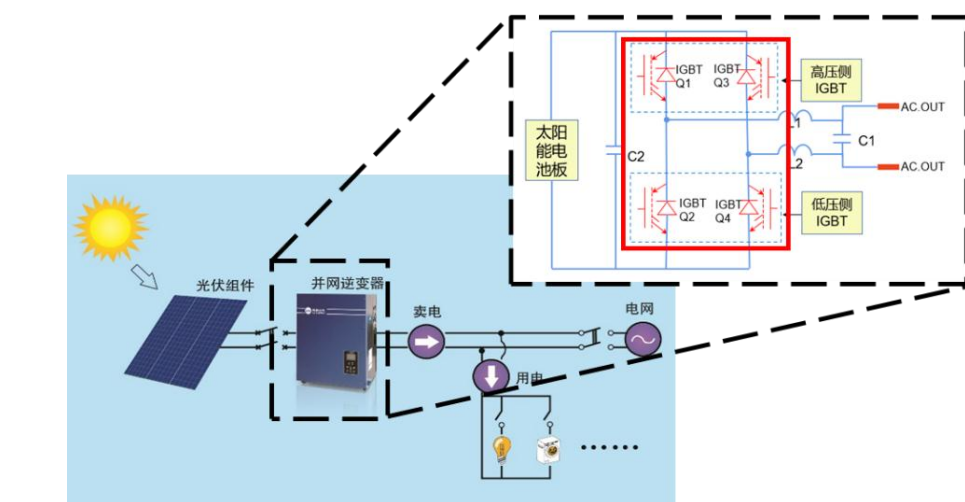 IGBT
Q1
IGBT
Q3
高压侧
IGBT
AC.OUT
L1
C1
太阳
能电
池板
C2
L2
AC.OUT
IGBT
Q2
IGBT
Q4
低压侧
IGBT
光伏组件
并网逆变器
卖电
电网
用电